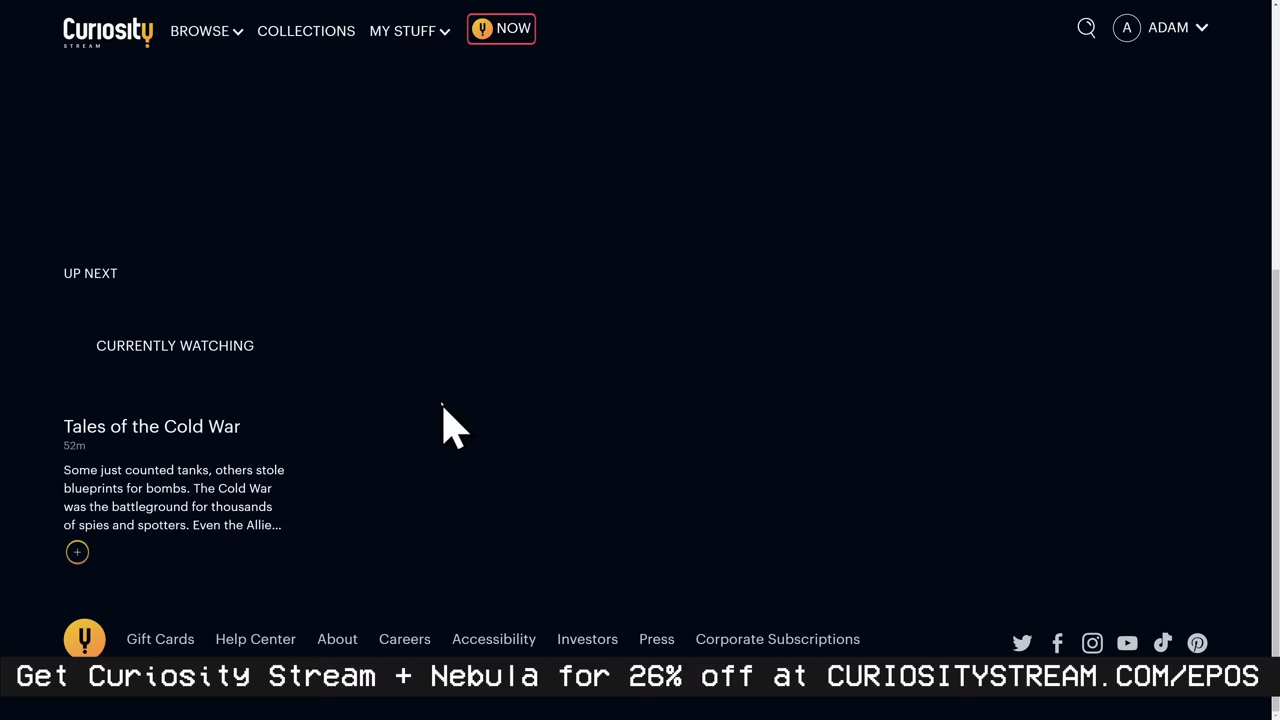 Curiosity
STREAM
BROWSE
COLLECTIONS
MY STUFF
NOW
A
ADAM
UP NEXT
CURRENTLY WATCHING
Tales of the Cold War
52m
Some just counted tanks, others stole
blueprints for bombs. The Cold War
was the battleground for thousands
of spies and spotters. Even the Allie...
Gift Cards
Help Center
About
Careers
Accessibility
Investors
Press
Corporate Subscriptions
Get Curiosity Stream + Nebula for 26% off at CURIOSITYSTREAM.COM/EPOS